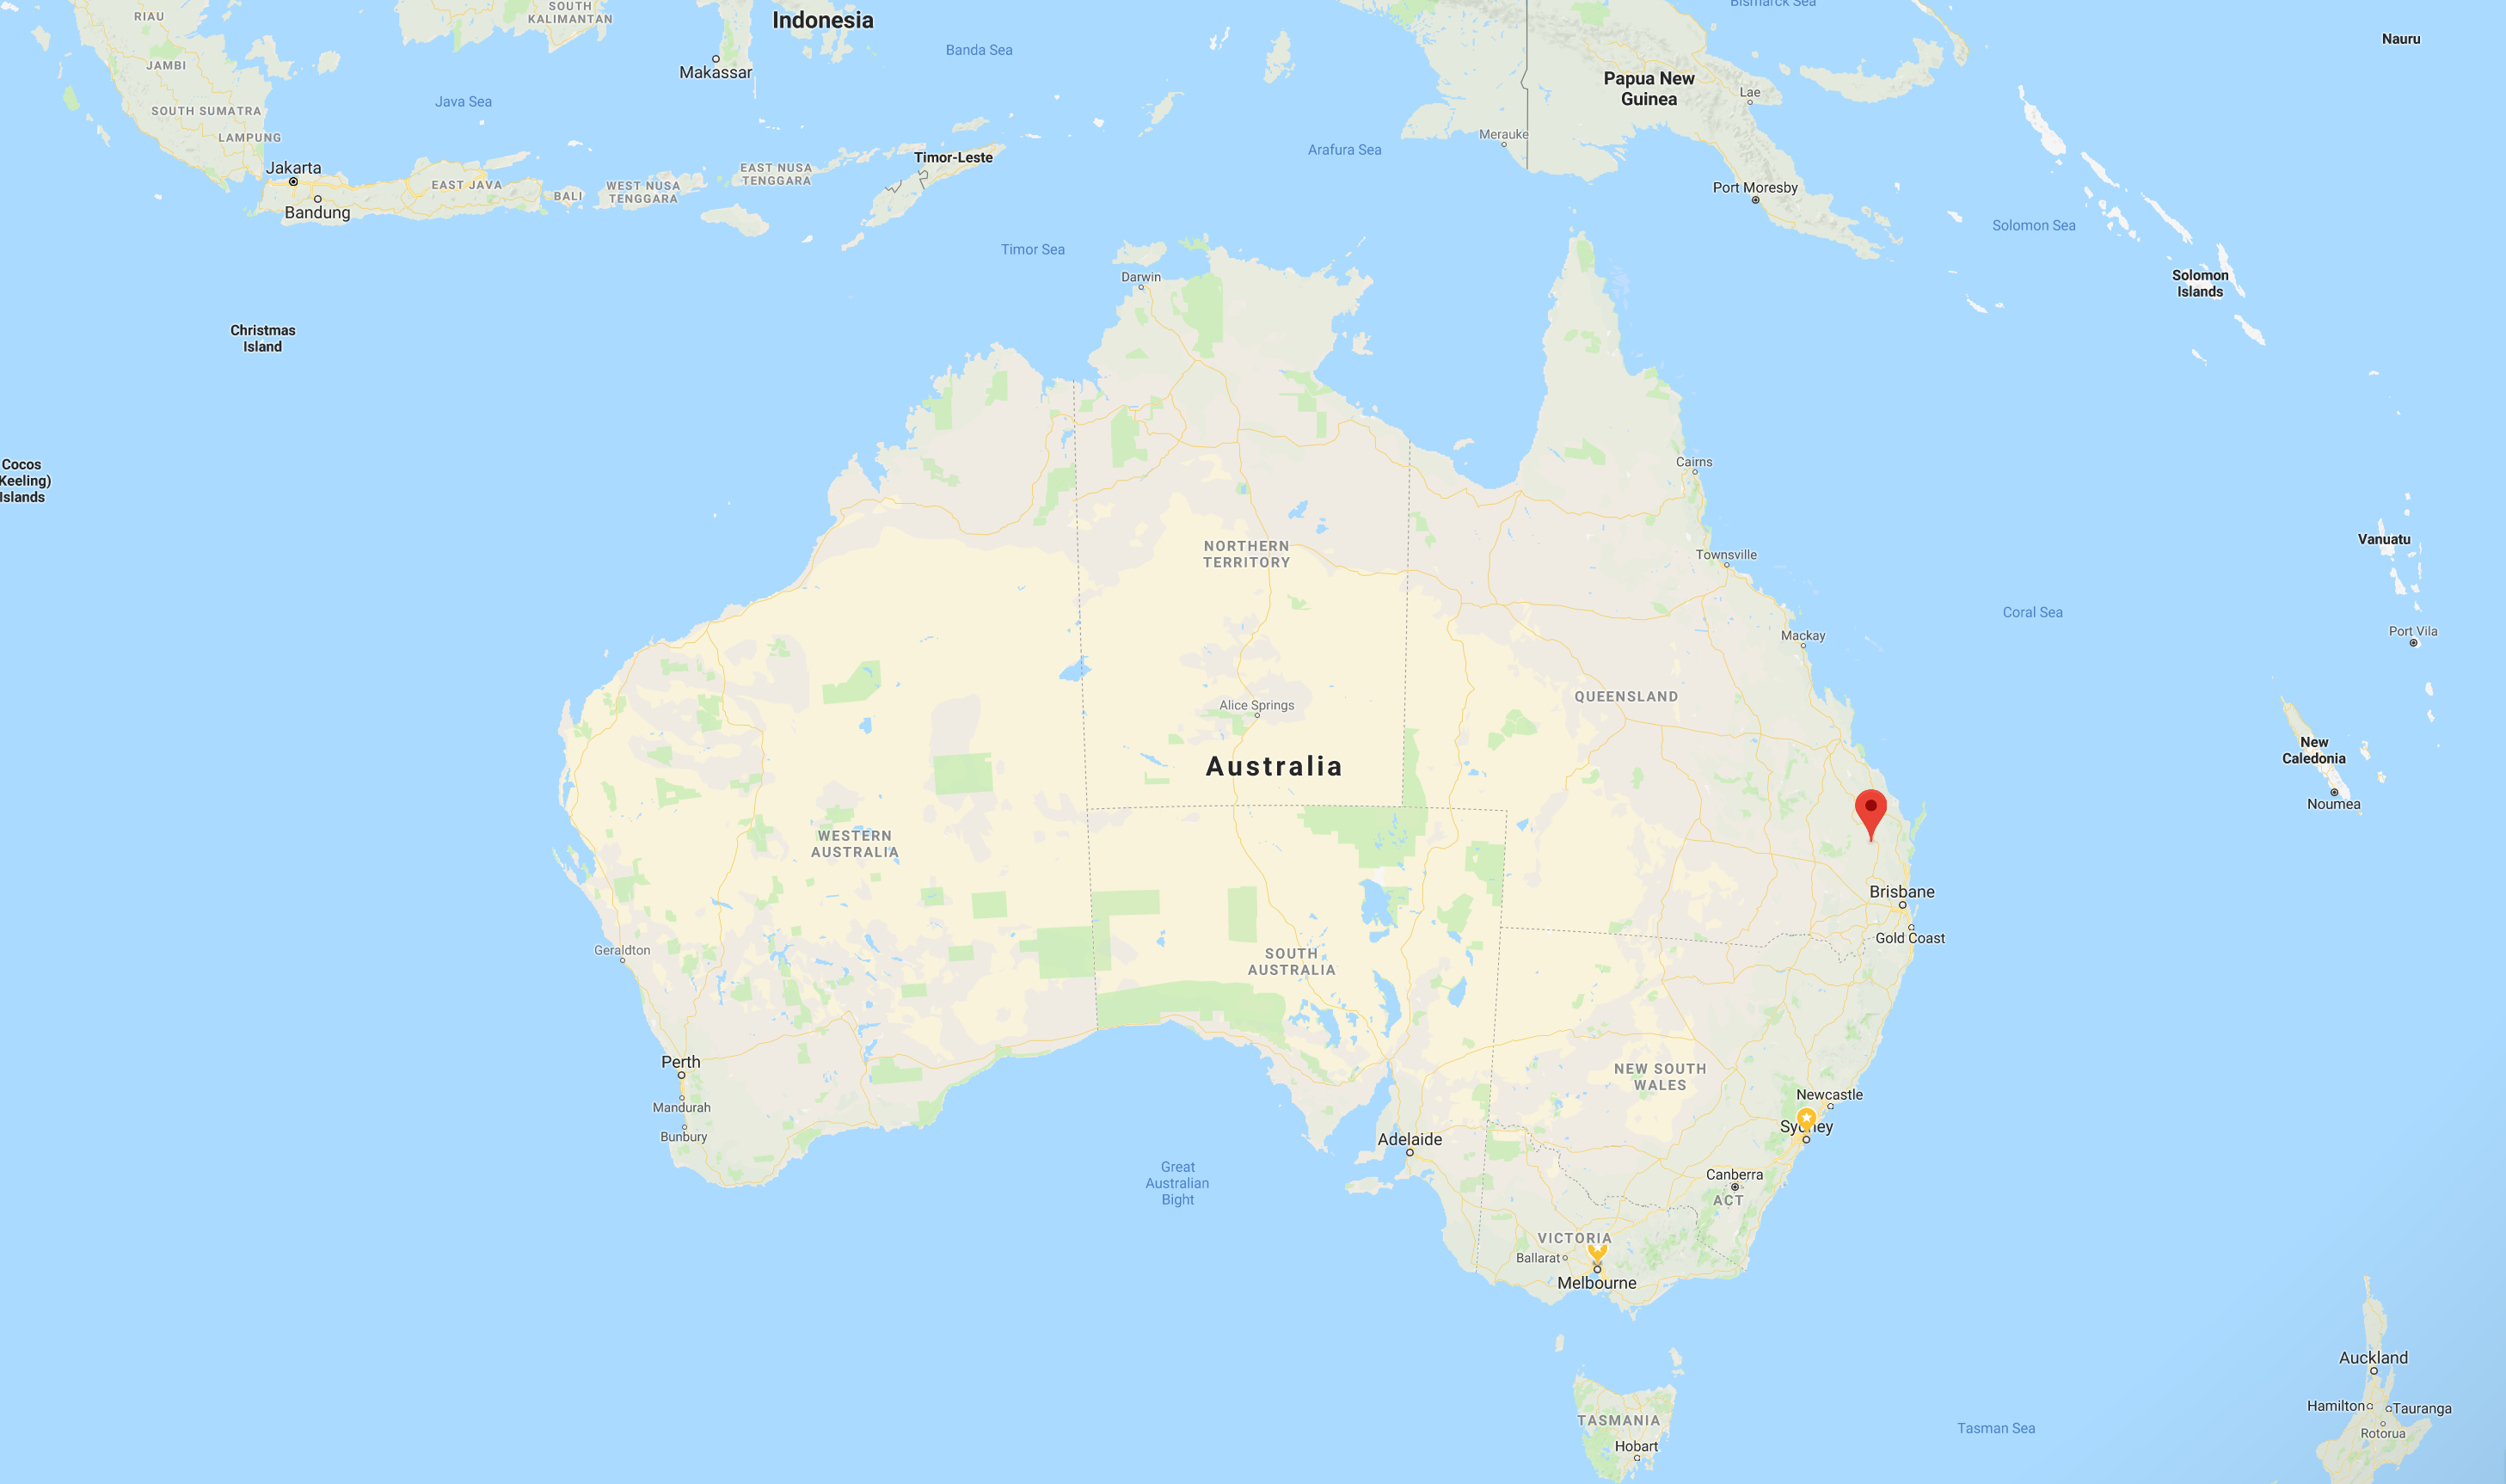 Bismarck Sea
RIAU
SOUTH
KALIMANTAN
Indonesia
Nauru
Banda Sea
JAMBI
Makassar
Papua New
Guinea
Lae
Java Sea
SOUTH SUMATRA
LAMPUNG
Merauke
Arafura Sea
Timor-Leste
Jakarta
EAST NUSA
TENGGARA
EAST JAVA
BALI
WEST NUSA
TENGGARA
Port Moresby
Bandung
Solomon Sea
Timor Sea
Darwin
Solomon
Islands
Christmas
Island
Cocos
Keeling)
Islands
Cairns
Vanuatu
NORTHERN
TERRITORY
Townsville
Coral Sea
Port Vila
Mackay
QUEENSLAND
Alice Springs
New
Caledonia
Australia
Noumea
WESTERN
AUSTRALIA
Brisbane
Gold Coast
Geraldton
SOUTH
AUSTRALIA
Perth
NEW SOUTH
WALES
Newcastle
Mandurah
Sydney
Bunbury
Adelaide
Great
Australian
Bight
Canberra
ACT
VICTORIA
Ballarat
Melbourne
Auckland
Hamilton
Tauranga
TASMANIA
Tasman Sea
Rotorua
Hobart